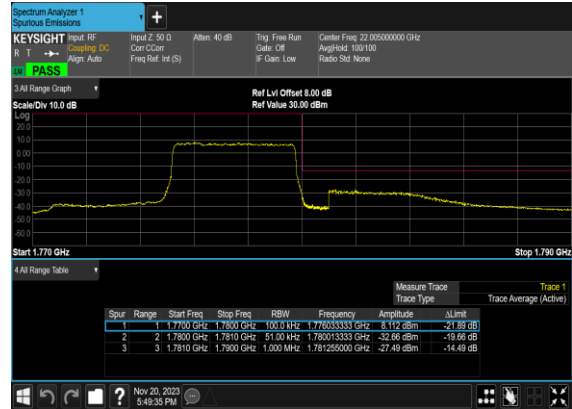 Spectrum Analyzer 1
Spurious Emissions
KEYSIGHT Input: RF Input Z: 50 Ω Atten: 40 dB Trig: Free Run Center Freq: 22.005000000 GHz
R T Coupling: DC Corr CCorr Gate: Off Avg|Hold: 100/100
Align: Auto Freq Ref: Int (S) IF Gain: Low Radio Std: None
PASS
3 All Range Graph
Ref Lvl Offset 8.00 dB
Scale/Div 10.0 dB Ref Value 30.00 dBm
Log
20.0
10.0
0.00
-10.0
-20.0
-30.0
-40.0
-50.0
-60.0
Start 1.770 GHz Stop 1.790 GHz
4 All Range Table
Measure Trace Trace 1
Trace Type Trace Average (Active)
Spur Range Start Freq Stop Freq RBW Frequency Amplitude ΔLimit
1 1 1.7700 GHz 1.7800 GHz 100.0 kHz 1.776033333 GHz 8.112 dBm -21.89 dB
2 2 1.7800 GHz 1.7810 GHz 51.00 kHz 1.780013333 GHz -32.66 dBm -19.66 dB
3 3 1.7810 GHz 1.7900 GHz 1.000 MHz 1.781255000 GHz -27.49 dBm -14.49 dB
? Nov 20, 2023
5:49:35 PM